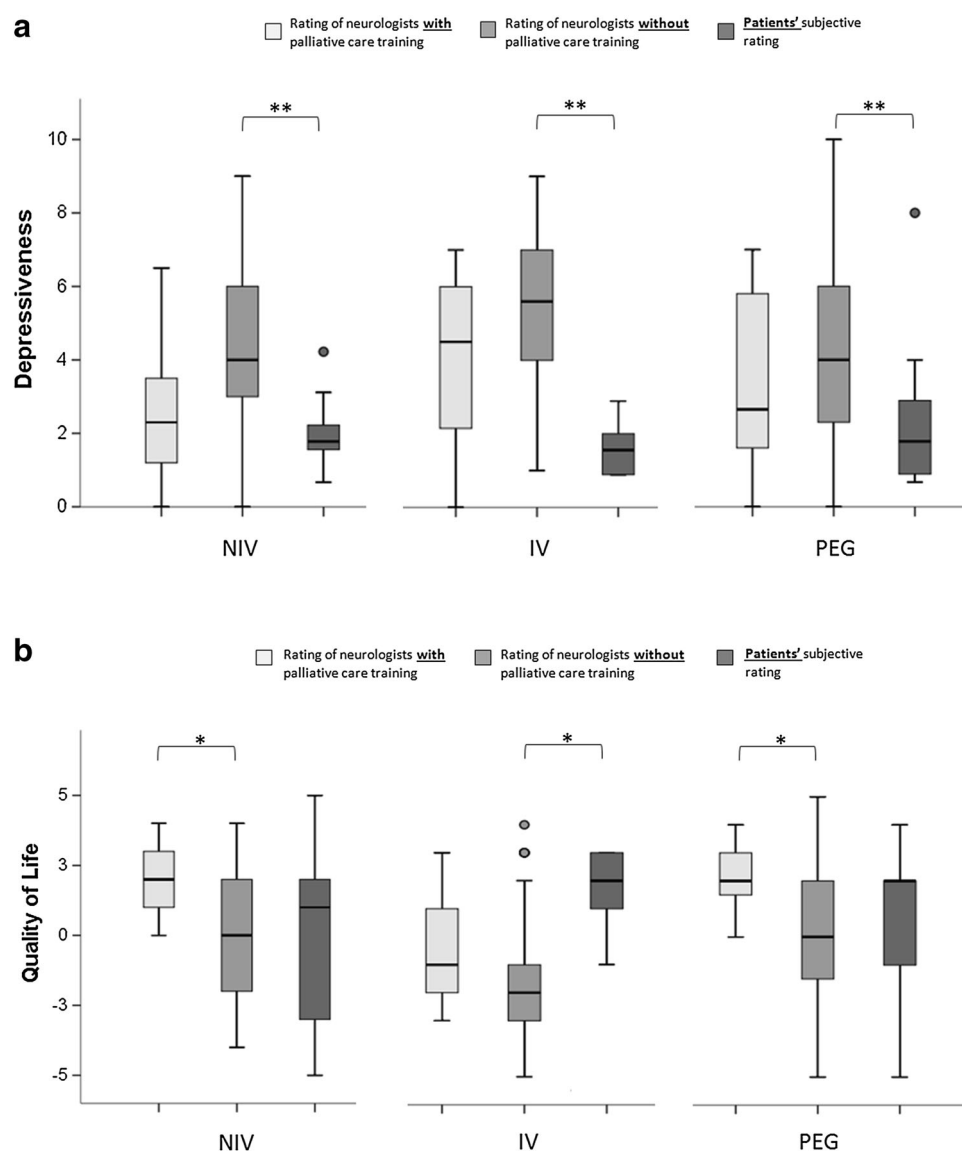 a
Rating of neurologists with
palliative care training
Rating of neurologists without
palliative care training
Patients' subjective
rating
**
**
**
10
8
6
4
2
0
Depressiveness
NIV
IV
PEG
b
Rating of neurologists with
palliative care training
Rating of neurologists without
palliative care training
Patients' subjective
rating
*
*
*
5
3
0
-3
-5
Quality of Life
NIV
IV
PEG